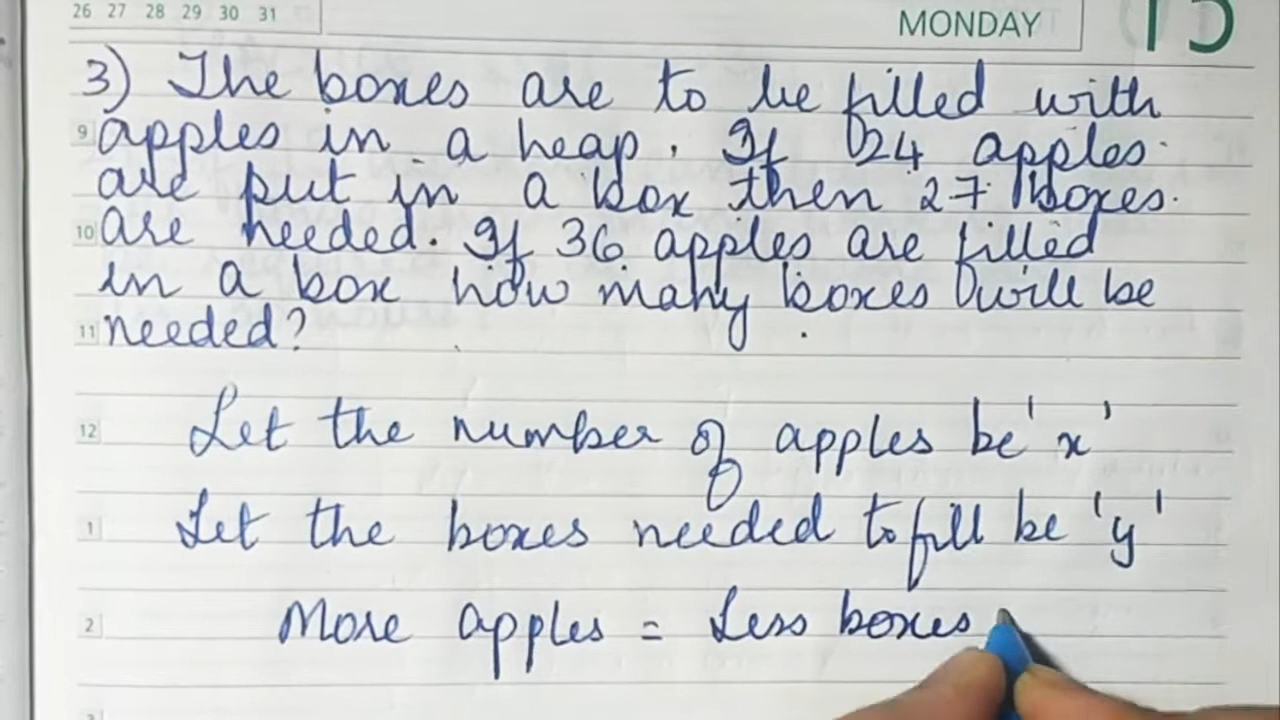 26 27 28 29 30 31
MONDAY 15
3) The boxes are to be filled with
9 apples in a heap. If 24 apples
are put in a box then 27 boxes.
10 are needed. If 36 apples are filled
in a box how many boxes will be
11 needed?
12 Let the number of apples be 'x'
1 Let the boxes needed to fill be 'y'
2 More apples = Less boxes